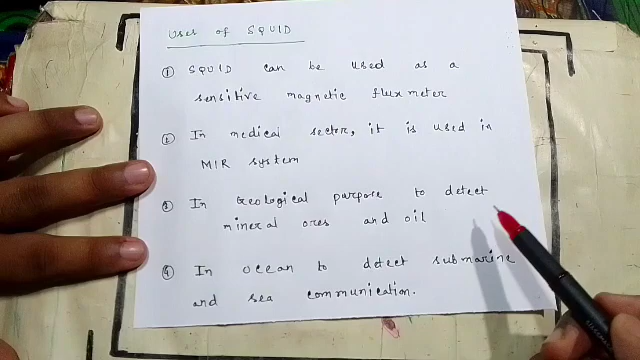 Uses of SQUID
① SQUID can be used as a
sensitive magnetic flux meter
② In medical sector, it is used in
MIR system
③ In Geological purpose to detect
mineral ores and oil
④ In ocean to detect submarine
and sea communication.